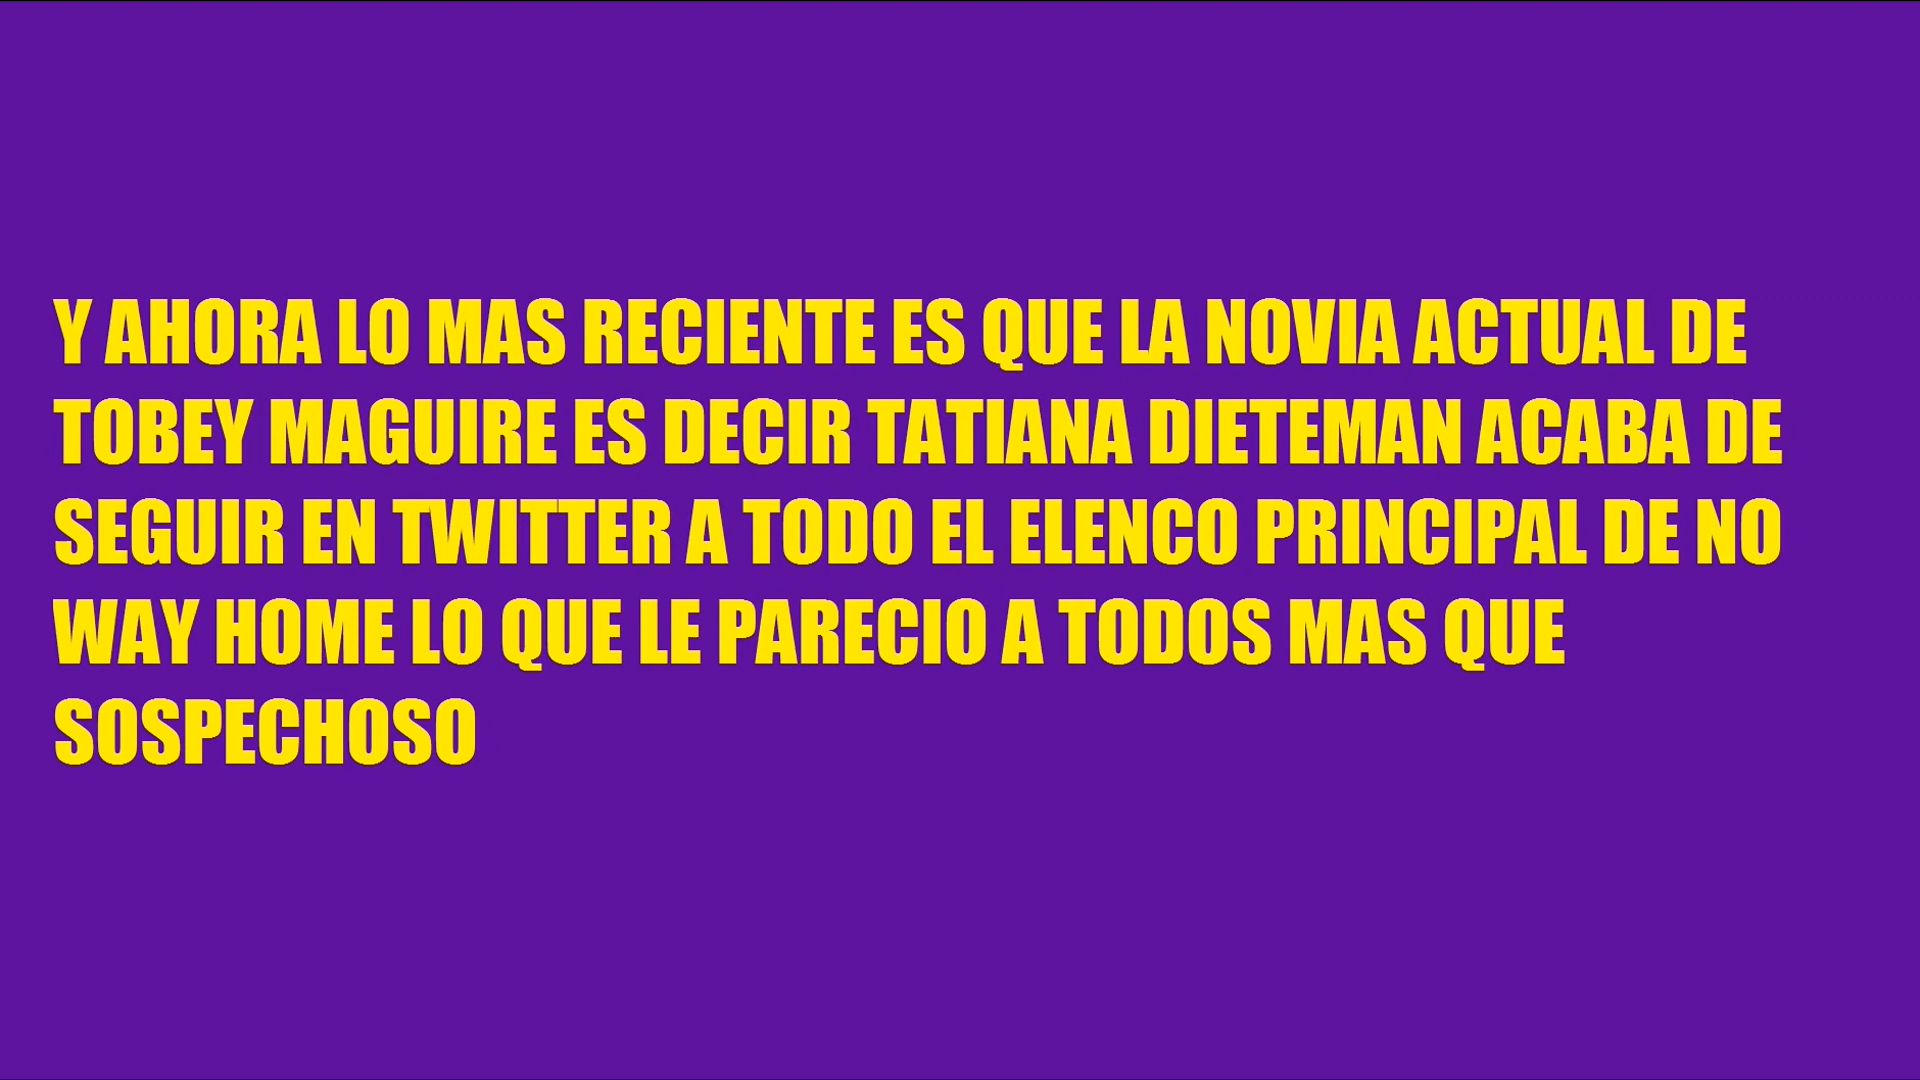 Y AHORA LO MAS RECIENTE ES QUE LA NOVIA ACTUAL DE
TOBEY MAGUIRE ES DECIR TATIANA DIETEMAN ACABA DE
SEGUIR EN TWITTER A TODO EL ELENCO PRINCIPAL DE NO
WAY HOME LO QUE LE PARECIO A TODOS MAS QUE
SOSPECHOSO